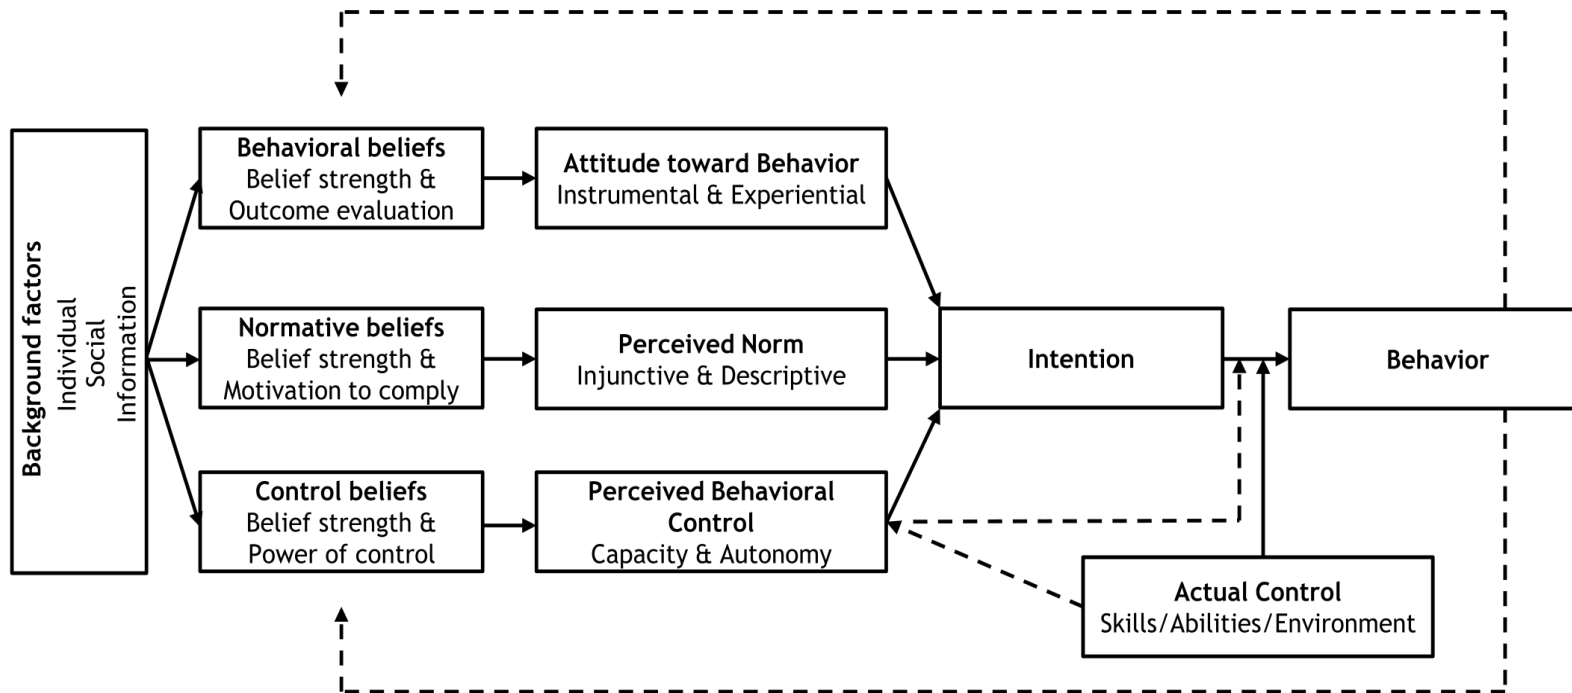 Background factors
Individual
Social
Information
Behavioral beliefs
Belief strength &
Outcome evaluation
Attitude toward Behavior
Instrumental & Experiential
Normative beliefs
Belief strength &
Motivation to comply
Perceived Norm
Injunctive & Descriptive
Intention
Behavior
Control beliefs
Belief strength &
Power of control
Perceived Behavioral
Control
Capacity & Autonomy
Actual Control
Skills/Abilities/Environment